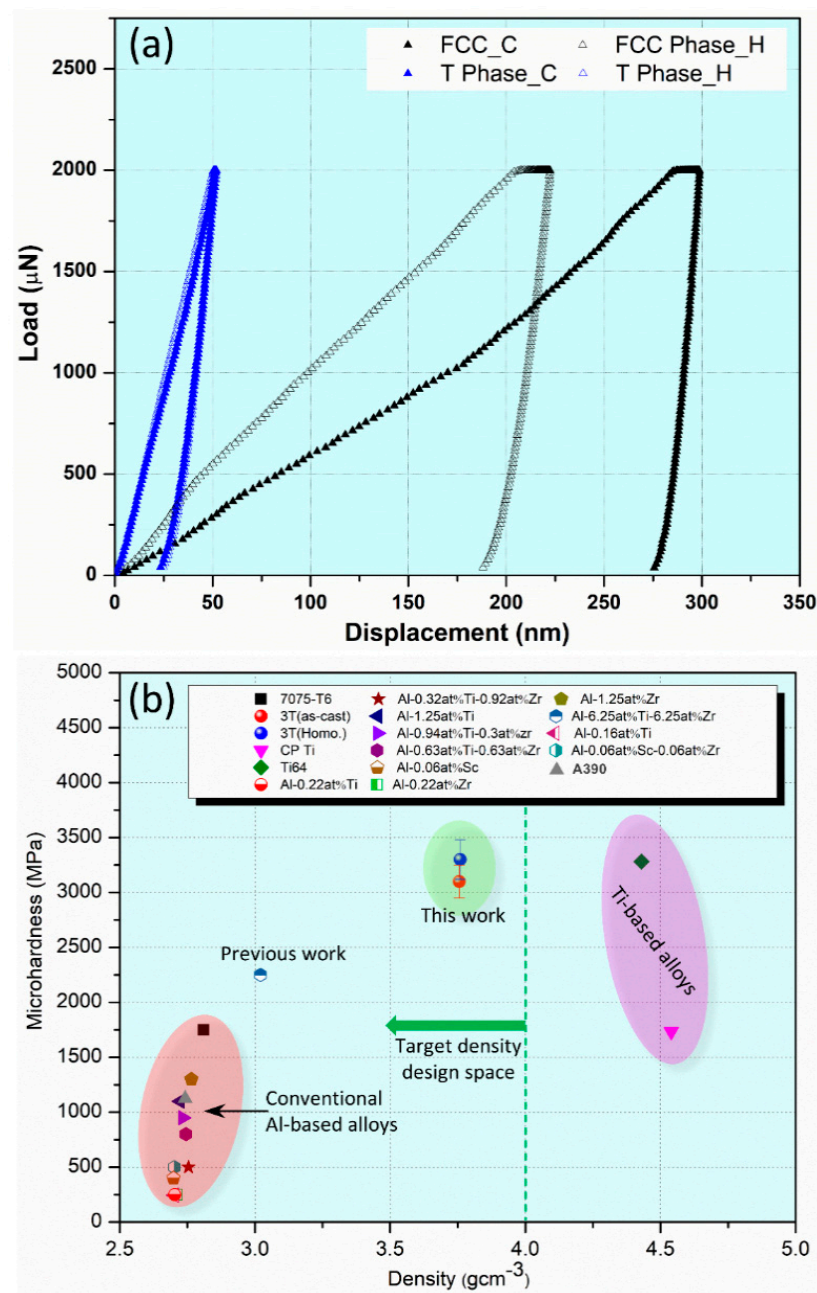 (a)
FCC_C
FCC Phase_H
T Phase_C
T Phase_H
2500
2000
1500
1000
500
0
Load (μN)
0 50 100 150 200 250 300 350
Displacement (nm)
(b)
7075-T6
Al-0.32at%Ti-0.92at%Zr
Al-1.25at%Zr
3T(as-cast)
Al-1.25at%Ti
Al-6.25at%Ti-6.25at%Zr
3T(Homo.)
Al-0.94at%Ti-0.3at%zr
Al-0.16at%Ti
CP Ti
Al-0.63at%Ti-0.63at%Zr
Al-0.06at%Sc-0.06at%Zr
Ti64
Al-0.06at%Sc
A390
Al-0.22at%Ti
Al-0.22at%Zr
5000
4500
4000
3500
3000
2500
2000
1500
1000
500
0
Microhardness (MPa)
This work
Previous work
Ti-based alloys
Target density
design space
Conventional
Al-based alloys
2.5 3.0 3.5 4.0 4.5 5.0
Density (gcm⁻³)